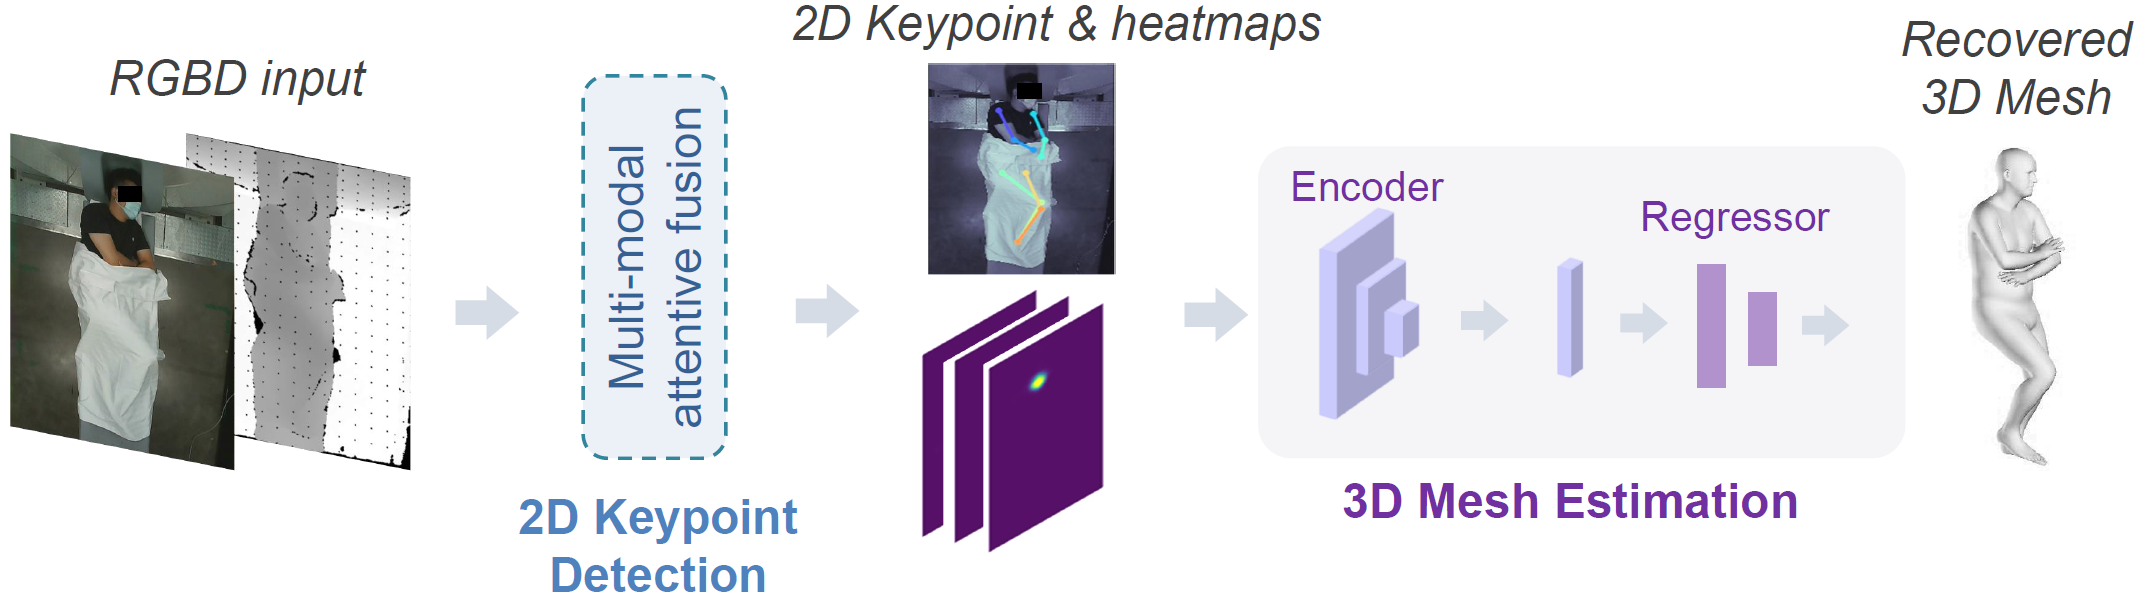 RGBD input
Multi-modal
attentive fusion
2D Keypoint
Detection
2D Keypoint & heatmaps
Encoder
Regressor
3D Mesh Estimation
Recovered
3D Mesh